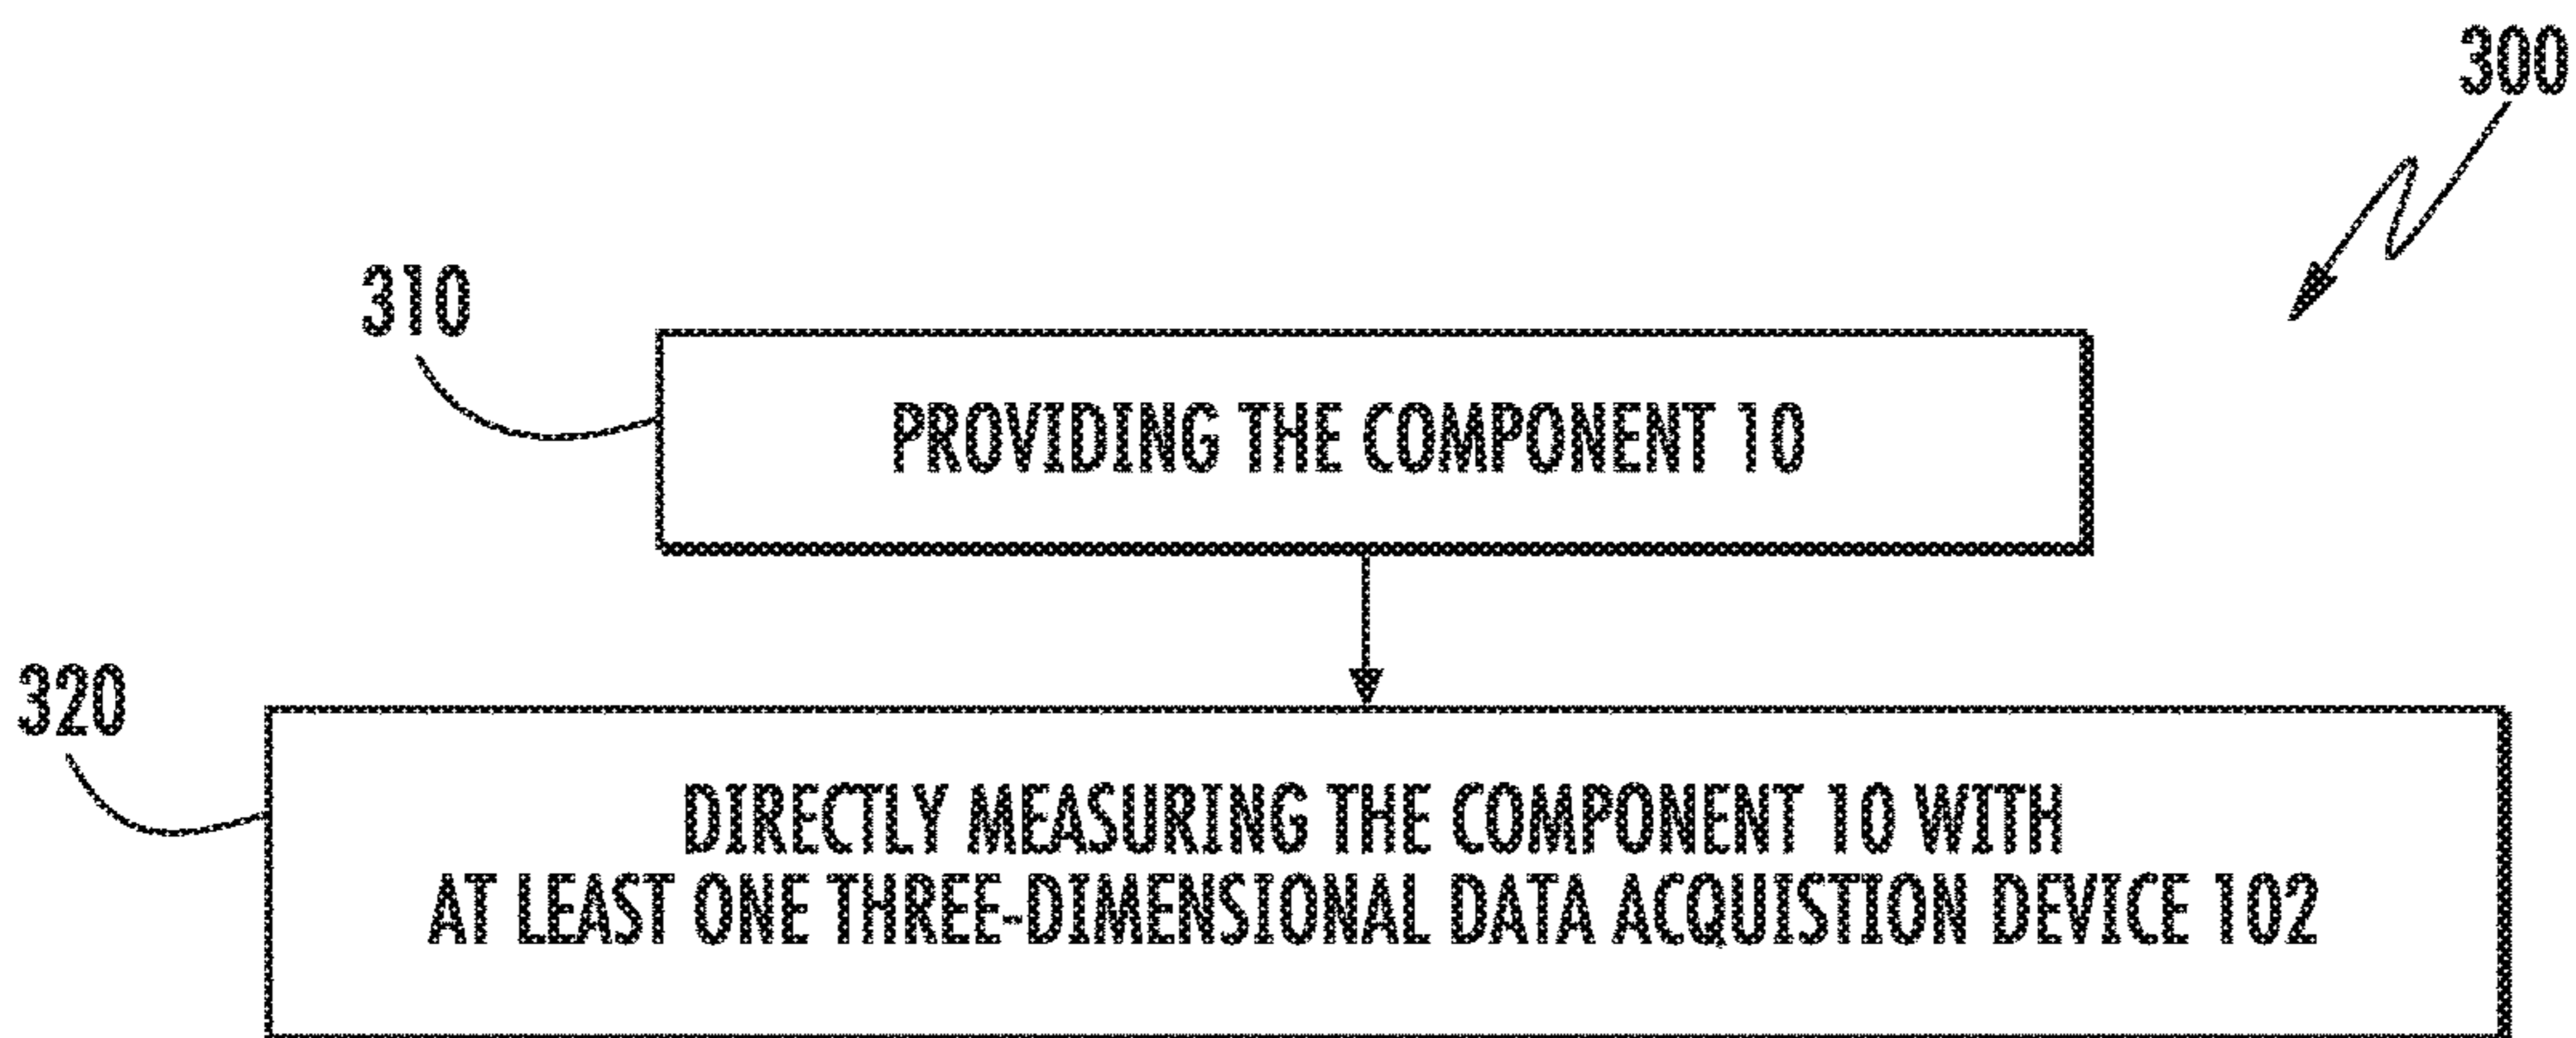 300
310
PROVIDING THE COMPONENT 10
320
DIRECTLY MEASURING THE COMPONENT 10 WITH
AT LEAST ONE THREE-DIMENSIONAL DATA ACQUISTION DEVICE 102